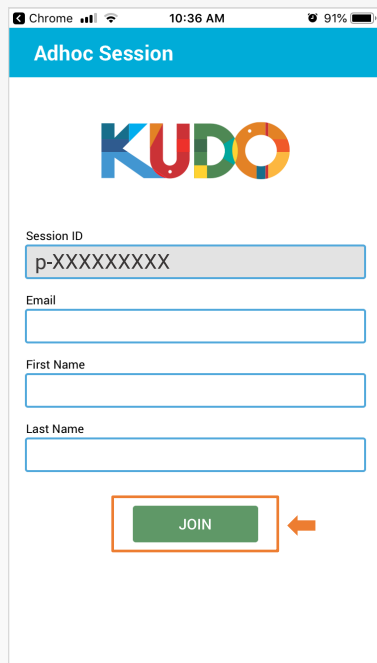 Chrome 10:36 AM 91%
Adhoc Session
KUDO
Session ID
p-XXXXXXXXX
Email
First Name
Last Name
JOIN